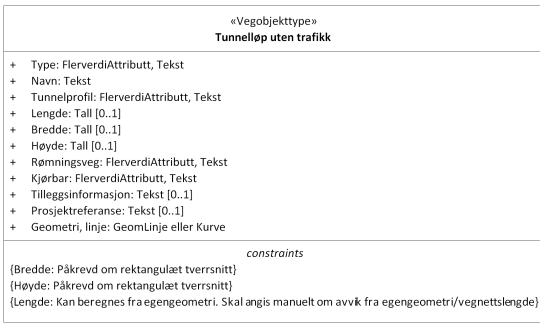 «Vegobjekttype»
Tunnelløp uten trafikk
+ Type: FlerverdiAttributt, Tekst
+ Navn: Tekst
+ Tunnelprofil: FlerverdiAttributt, Tekst
+ Lengde: Tall [0..1]
+ Bredde: Tall [0..1]
+ Høyde: Tall [0..1]
+ Rømningsveg: FlerverdiAttributt, Tekst
+ Kjørbar: FlerverdiAttributt, Tekst
+ Tilleggsinformasjon: Tekst [0..1]
+ Prosjektreferanse: Tekst [0..1]
+ Geometri, linje: GeomLinje eller Kurve
constraints
{Bredde: Påkrevd om rektangulæt tverrsnitt}
{Høyde: Påkrevd om rektangulæt tverrsnitt}
{Lengde: Kan beregnes fra egengeometri. Skal angis manuelt om avvik fra egengeometri/vegnettslengde}